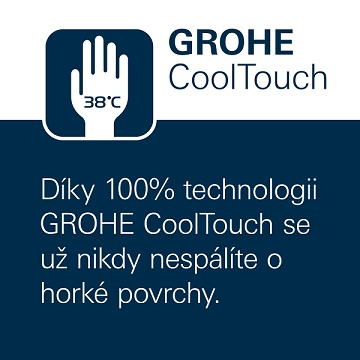 GROHE
CoolTouch
38°C
Díky 100% technologii
GROHE CoolTouch se
už nikdy nespálíte o
horké povrchy.